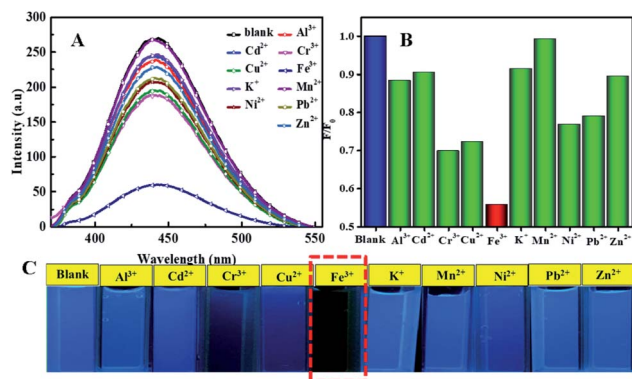 A
blank
Al³⁺
Cd²⁺
Cr³⁺
Cu²⁺
Fe³⁺
K⁺
Mn²⁺
Ni²⁺
Pb²⁺
Zn²⁺
Intensity (a.u)
300
250
200
150
100
50
0
400
450
500
550
Wavelength (nm)
B
F/F₀
1.0
0.9
0.8
0.7
0.6
0.5
Blank Al³⁺ Cd²⁺ Cr³⁺ Cu²⁺ Fe³⁺ K⁺ Mn²⁺ Ni²⁺ Pb²⁺ Zn²⁺
C
Blank Al³⁺ Cd²⁺ Cr³⁺ Cu²⁺ Fe³⁺ K⁺ Mn²⁺ Ni²⁺ Pb²⁺ Zn²⁺